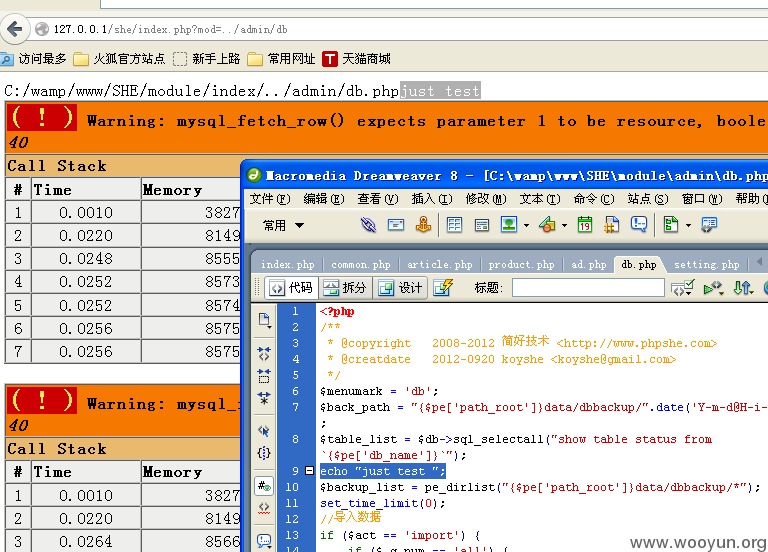 127.0.0.1/she/index.php?mod=../admin/db
访问最多 火狐官方站点 新手上路 常用网址 天猫商城
C:/wamp/www/SHE/module/index/../admin/db.phpjust test
( ! ) Warning: mysql_fetch_row() expects parameter 1 to be resource, boole
40
Call Stack
# Time Memory
1 0.0010 3827
2 0.0220 8149
3 0.0248 8555
4 0.0252 8573
5 0.0252 8574
6 0.0256 8575
7 0.0256 8575
( ! ) Warning: mysql_
40
Call Stack
# Time Memory
1 0.0010 3827
2 0.0220 8149
3 0.0264 8566
Macromedia Dreamweaver 8 - [C:\wamp\www\SHE\module\admin\db.php
文件(F) 编辑(E) 查看(V) 插入(I) 修改(M) 文本(T) 命令(C) 站点(S) 窗口(W) 帮助(
常用
index.php common.php article.php product.php ad.php db.php setting.php
代码 拆分 设计 标题:
1 <?php
2 /**
3 * @copyright 2008-2012 简好技术 <http://www.phpshe.com>
4 * @creatdate 2012-0920 koyshe <koyshe@gmail.com>
5 */
6 $menumark = 'db';
7 $back_path = "{$pe['path_root']}data/dbbackup/".date('Y-m-d@H-i-
;
8 $table_list = $db->sql_selectall("show table status from
`{$pe['db_name']}`");
9 echo "just test ";
10 $backup_list = pe_dirlist("{$pe['path_root']}data/dbbackup/*");
11 set_time_limit(0);
12 //导入数据
13 if ($act == 'import') {
14 if ($_g_num == 'all') {
www.wooyun.org